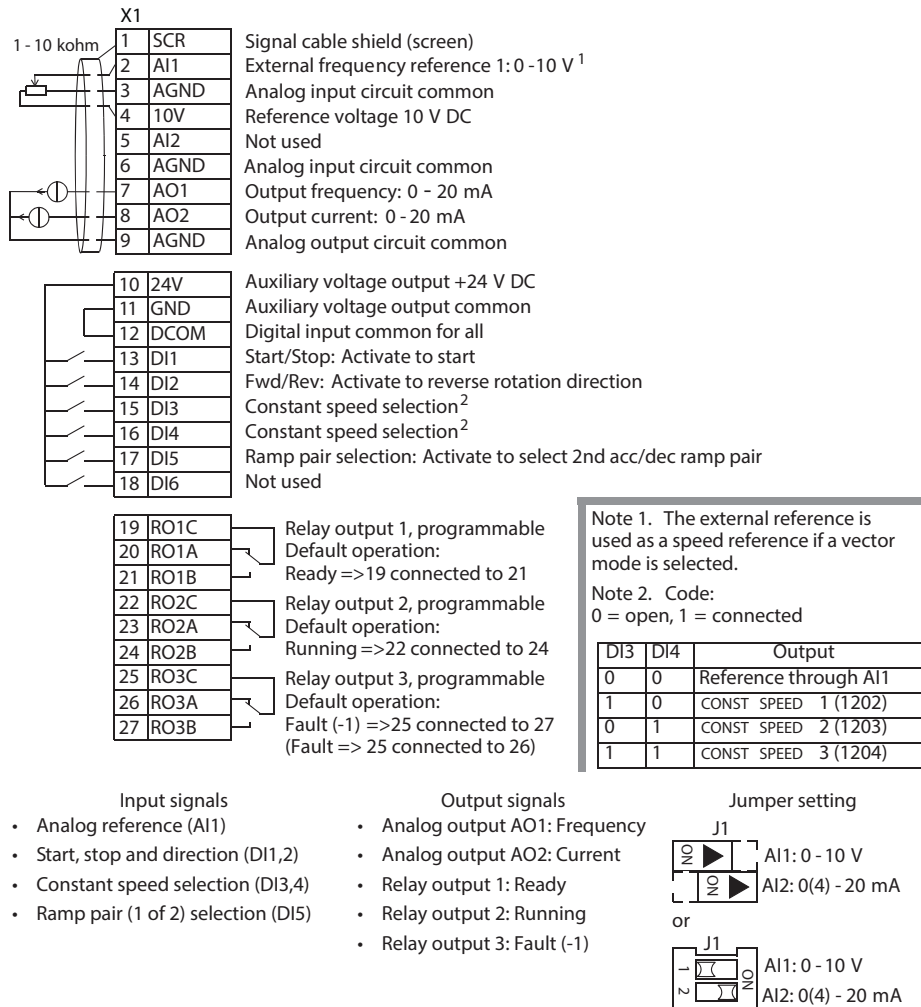 X1
1 - 10 kohm
1 SCR Signal cable shield (screen)
2 AI1 External frequency reference 1: 0 -10 V 1
3 AGND Analog input circuit common
4 10V Reference voltage 10 V DC
5 AI2 Not used
6 AGND Analog input circuit common
7 AO1 Output frequency: 0 - 20 mA
8 AO2 Output current: 0 - 20 mA
9 AGND Analog output circuit common
10 24V Auxiliary voltage output +24 V DC
11 GND Auxiliary voltage output common
12 DCOM Digital input common for all
13 DI1 Start/Stop: Activate to start
14 DI2 Fwd/Rev: Activate to reverse rotation direction
15 DI3 Constant speed selection2
16 DI4 Constant speed selection2
17 DI5 Ramp pair selection: Activate to select 2nd acc/dec ramp pair
18 DI6 Not used
19 RO1C Relay output 1, programmable
20 RO1A Default operation:
21 RO1B Ready =>19 connected to 21
22 RO2C Relay output 2, programmable
23 RO2A Default operation:
24 RO2B Running =>22 connected to 24
25 RO3C Relay output 3, programmable
26 RO3A Default operation:
27 RO3B Fault (-1) =>25 connected to 27
(Fault => 25 connected to 26)
Note 1. The external reference is
used as a speed reference if a vector
mode is selected.
Note 2. Code:
0 = open, 1 = connected
DI3 DI4 Output
0 0 Reference through AI1
1 0 CONST SPEED 1 (1202)
0 1 CONST SPEED 2 (1203)
1 1 CONST SPEED 3 (1204)
Input signals
• Analog reference (AI1)
• Start, stop and direction (DI1,2)
• Constant speed selection (DI3,4)
• Ramp pair (1 of 2) selection (DI5)
Output signals
• Analog output AO1: Frequency
• Analog output AO2: Current
• Relay output 1: Ready
• Relay output 2: Running
• Relay output 3: Fault (-1)
Jumper setting
J1
ON AI1: 0 - 10 V
ON AI2: 0(4) - 20 mA
or
J1
1 ON AI1: 0 - 10 V
2 AI2: 0(4) - 20 mA